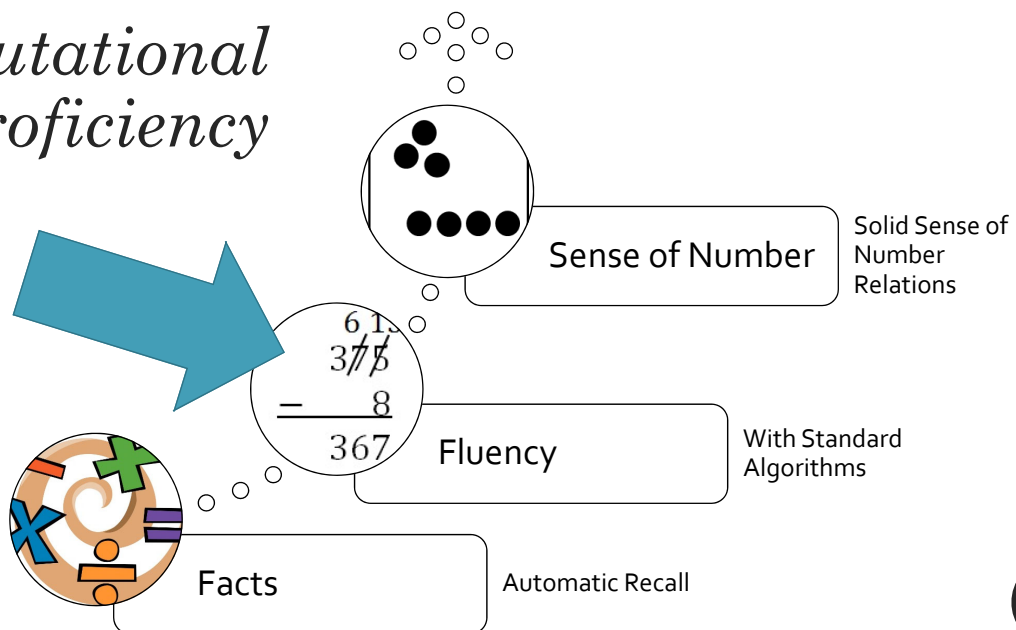 utational
roficiency
Sense of Number
Solid Sense of
Number
Relations
6 1
375
− 8
367
Fluency
With Standard
Algorithms
Facts
Automatic Recall